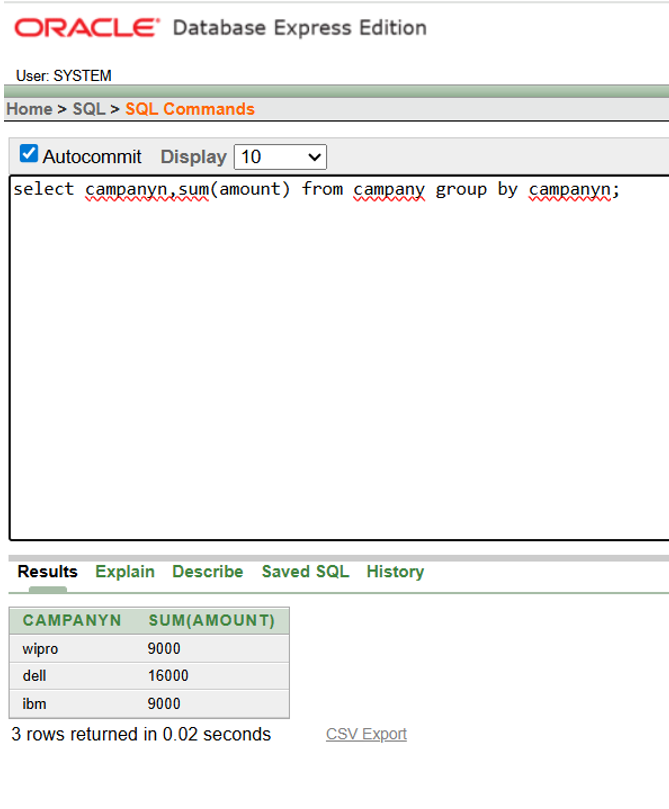 ORACLE® Database Express Edition
User: SYSTEM
Home > SQL > SQL Commands
Autocommit Display 10
select campanyn,sum(amount) from campany group by campanyn;
Results Explain Describe Saved SQL History
CAMPANYN SUM(AMOUNT)
wipro 9000
dell 16000
ibm 9000
3 rows returned in 0.02 seconds CSV Export